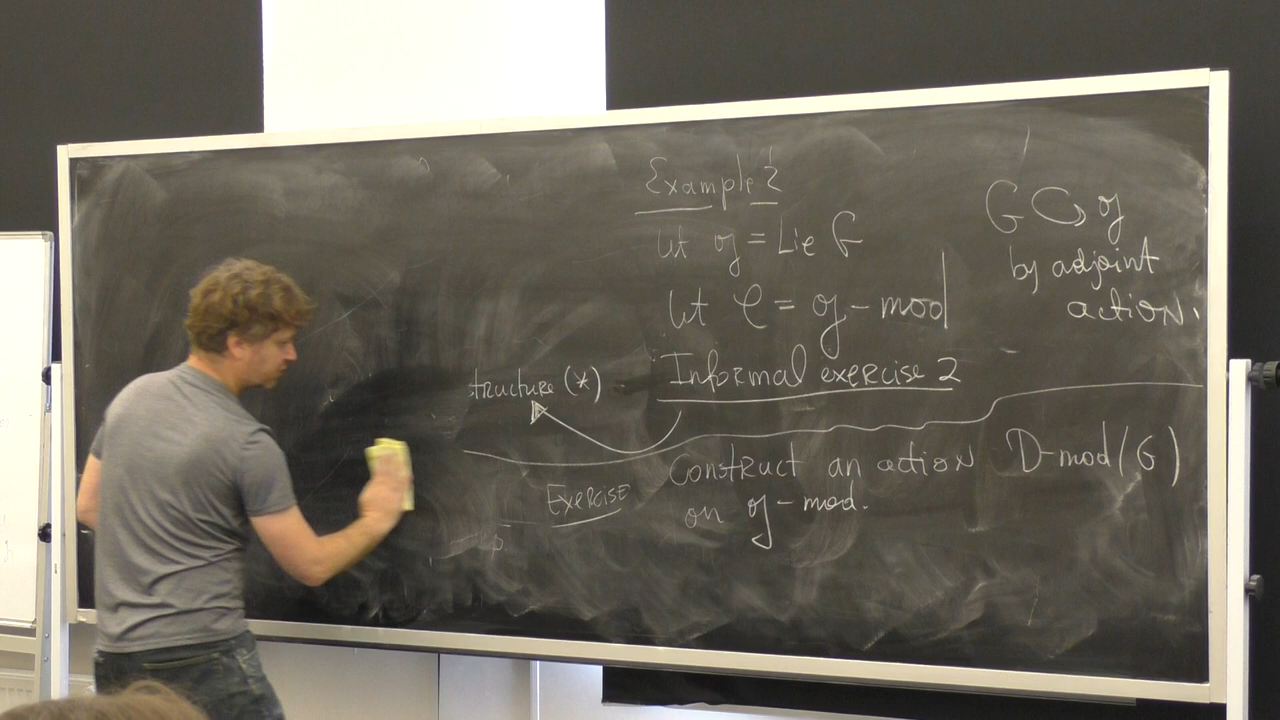 Example 2
Let 𝔤 = Lie G
Let 𝒞 = 𝔤-mod
G ↻ 𝔤
by adjoint
action.
tructure (*)
Informal exercise 2
Exercise
Construct an action D-mod(G)
on 𝔤-mod.